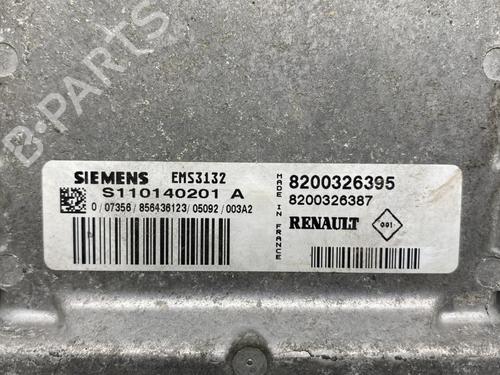 B-PARTS
SIEMENS EMS3132
S110140201 A
0 / 07356 / 856436123 / 05092 / 003A2
MADE IN FRANCE
8200326395
8200326387
RENAULT
001